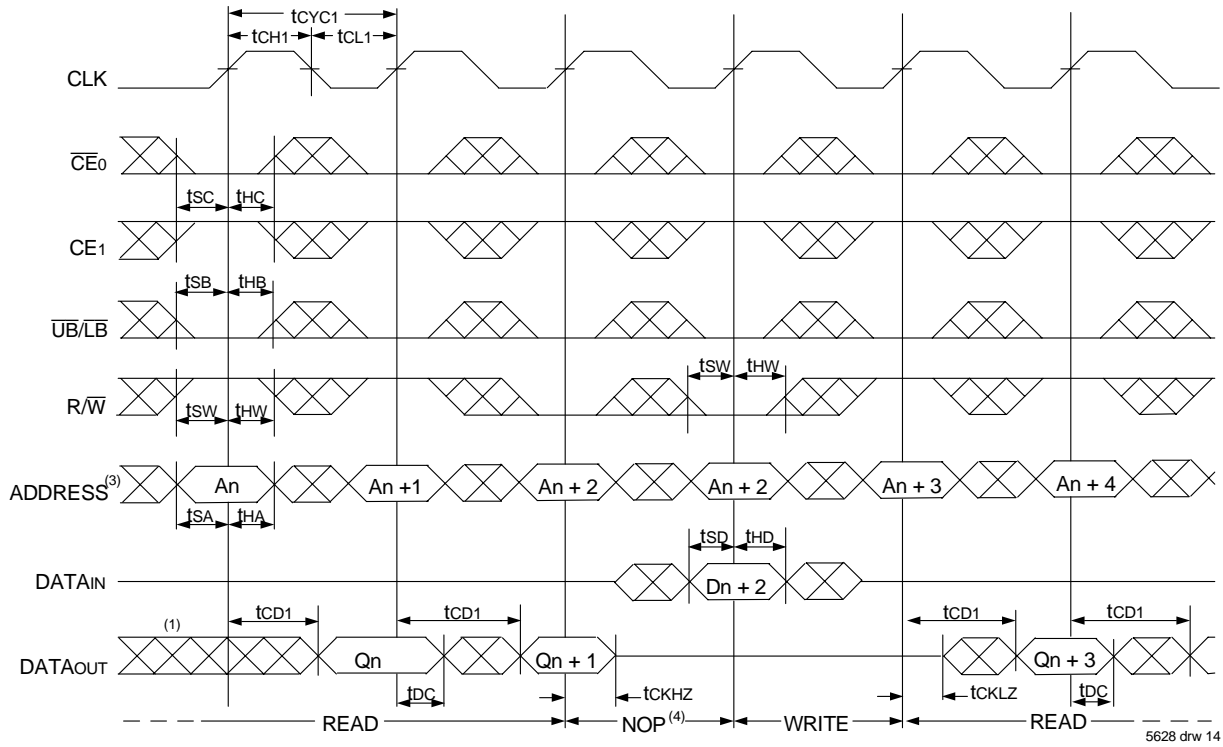 tCYC1
tCH1 tCL1
CLK
CE0
tSC tHC
CE1
tSB tHB
UB/LB
tSW tHW
R/W
tSW tHW
ADDRESS(3) An An +1 An + 2 An + 2 An + 3 An + 4
tSA tHA
tSD tHD
DATAIN Dn + 2
(1) tCD1 tCD1 tCD1 tCD1
DATAOUT Qn Qn + 1 Qn + 3
tDC tCKHZ tCKLZ tDC
READ NOP(4) WRITE READ
5628 drw 14